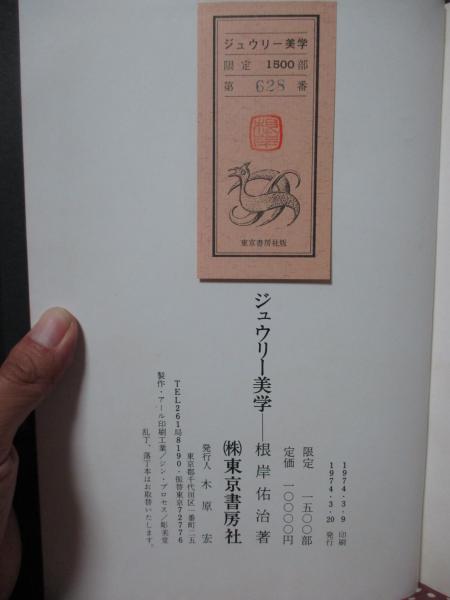 ジュウリー美学
限定 1500部
第 628 番
東京書房社版
1974・3・9 印刷
1974・3・20 発行
限定 一五〇〇部
定価 一〇〇〇〇円
ジュウリー美学――根岸佑治著
㈱東京書房社
発行人 木原 宏
東京都千代田区一番町二五
TEL261局8190・振替東京72776
製作・アール印刷工業/シン・プロセス/彫美堂
乱丁、落丁本はお取替いたします。